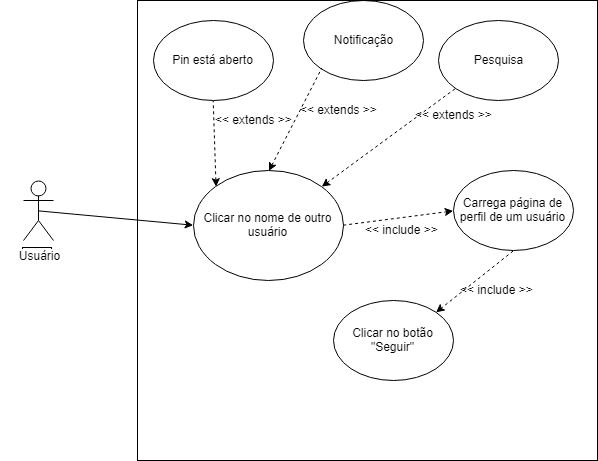 Pin está aberto
Notificação
Pesquisa
<< extends >>
<< extends >>
<< extends >>
Clicar no nome de outro
usuário
Carrega página de
perfil de um usuário
<< include >>
Usuário
<< include >>
Clicar no botão
"Seguir"